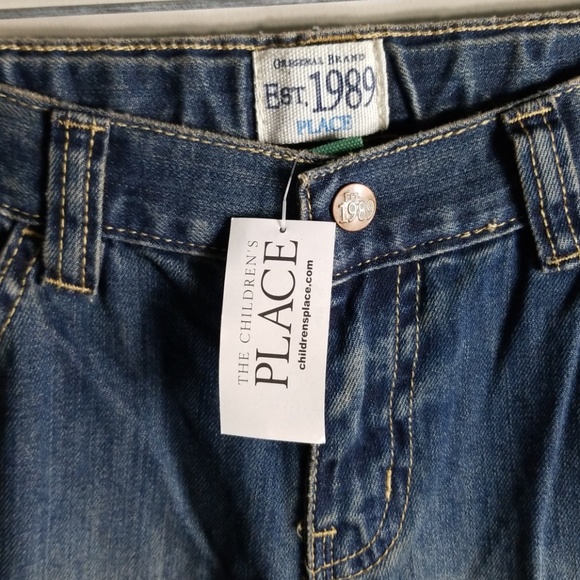 ORIGINAL BRAND
EST. 1989
PLACE
EST.
1989
THE CHILDREN'S
PLACE
childrensplace.com